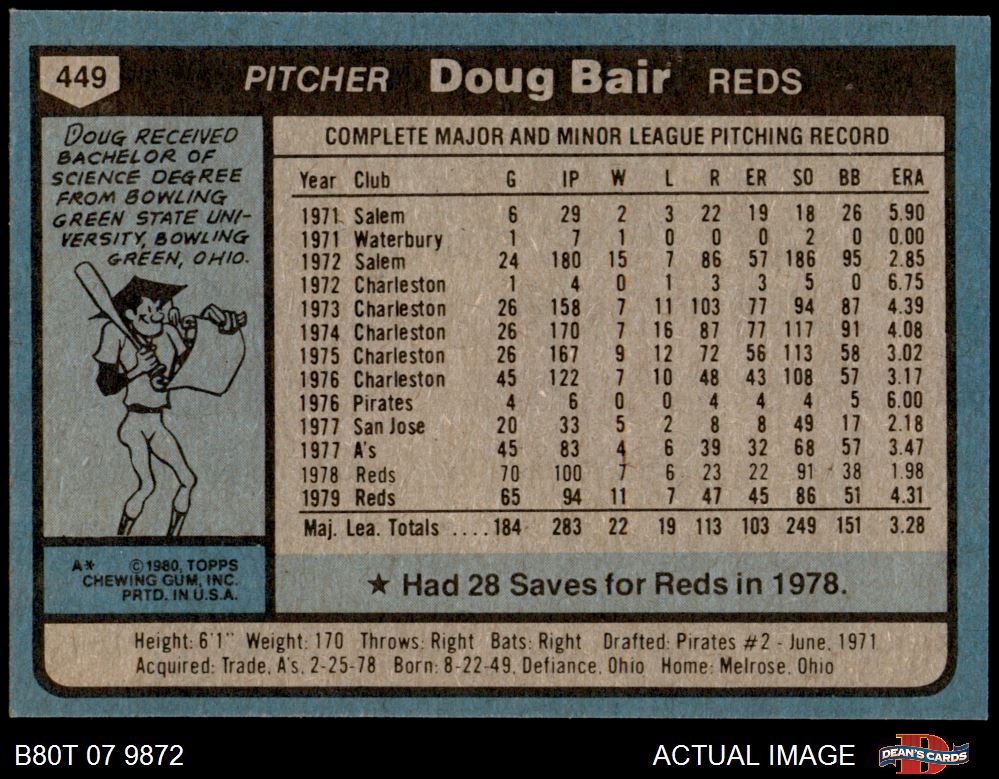 449 PITCHER Doug Bair REDS
DOUG RECEIVED
BACHELOR OF
SCIENCE DEGREE
FROM BOWLING
GREEN STATE UNI-
VERSITY, BOWLING
GREEN, OHIO.
COMPLETE MAJOR AND MINOR LEAGUE PITCHING RECORD
Year Club G IP W L R ER SO BB ERA
1971 Salem 6 29 2 3 22 19 18 26 5.90
1971 Waterbury 1 7 1 0 0 0 2 0 0.00
1972 Salem 24 180 15 7 86 57 186 95 2.85
1972 Charleston 1 4 0 1 3 3 5 0 6.75
1973 Charleston 26 158 7 11 103 77 94 87 4.39
1974 Charleston 26 170 7 16 87 77 117 91 4.08
1975 Charleston 26 167 9 12 72 56 113 58 3.02
1976 Charleston 45 122 7 10 48 43 108 57 3.17
1976 Pirates 4 6 0 0 4 4 4 5 6.00
1977 San Jose 20 33 5 2 8 8 49 17 2.18
1977 A's 45 83 4 6 39 32 68 57 3.47
1978 Reds 70 100 7 6 23 22 91 38 1.98
1979 Reds 65 94 11 7 47 45 86 51 4.31
Maj. Lea. Totals ....184 283 22 19 113 103 249 151 3.28
A* ©1980, TOPPS
CHEWING GUM, INC.
PRTD. IN U.S.A.
★ Had 28 Saves for Reds in 1978.
Height: 6'1" Weight: 170 Throws: Right Bats: Right Drafted: Pirates #2 - June, 1971
Acquired: Trade, A's, 2-25-78 Born: 8-22-49, Defiance, Ohio Home: Melrose, Ohio
B80T 07 9872 ACTUAL IMAGE DEAN'S CARDS